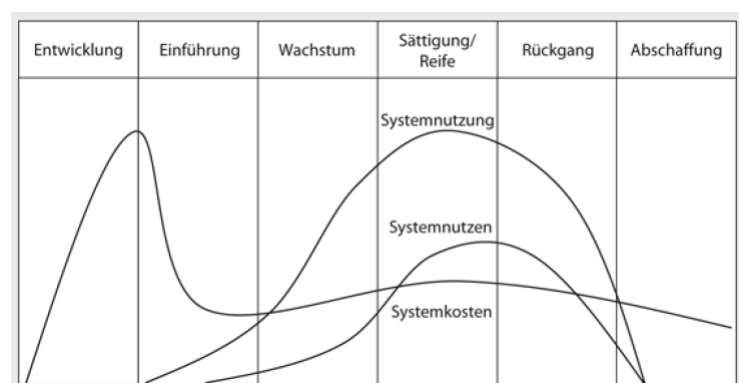 Entwicklung
Einführung
Wachstum
Sättigung/
Reife
Rückgang
Abschaffung
Systemnutzung
Systemnutzen
Systemkosten